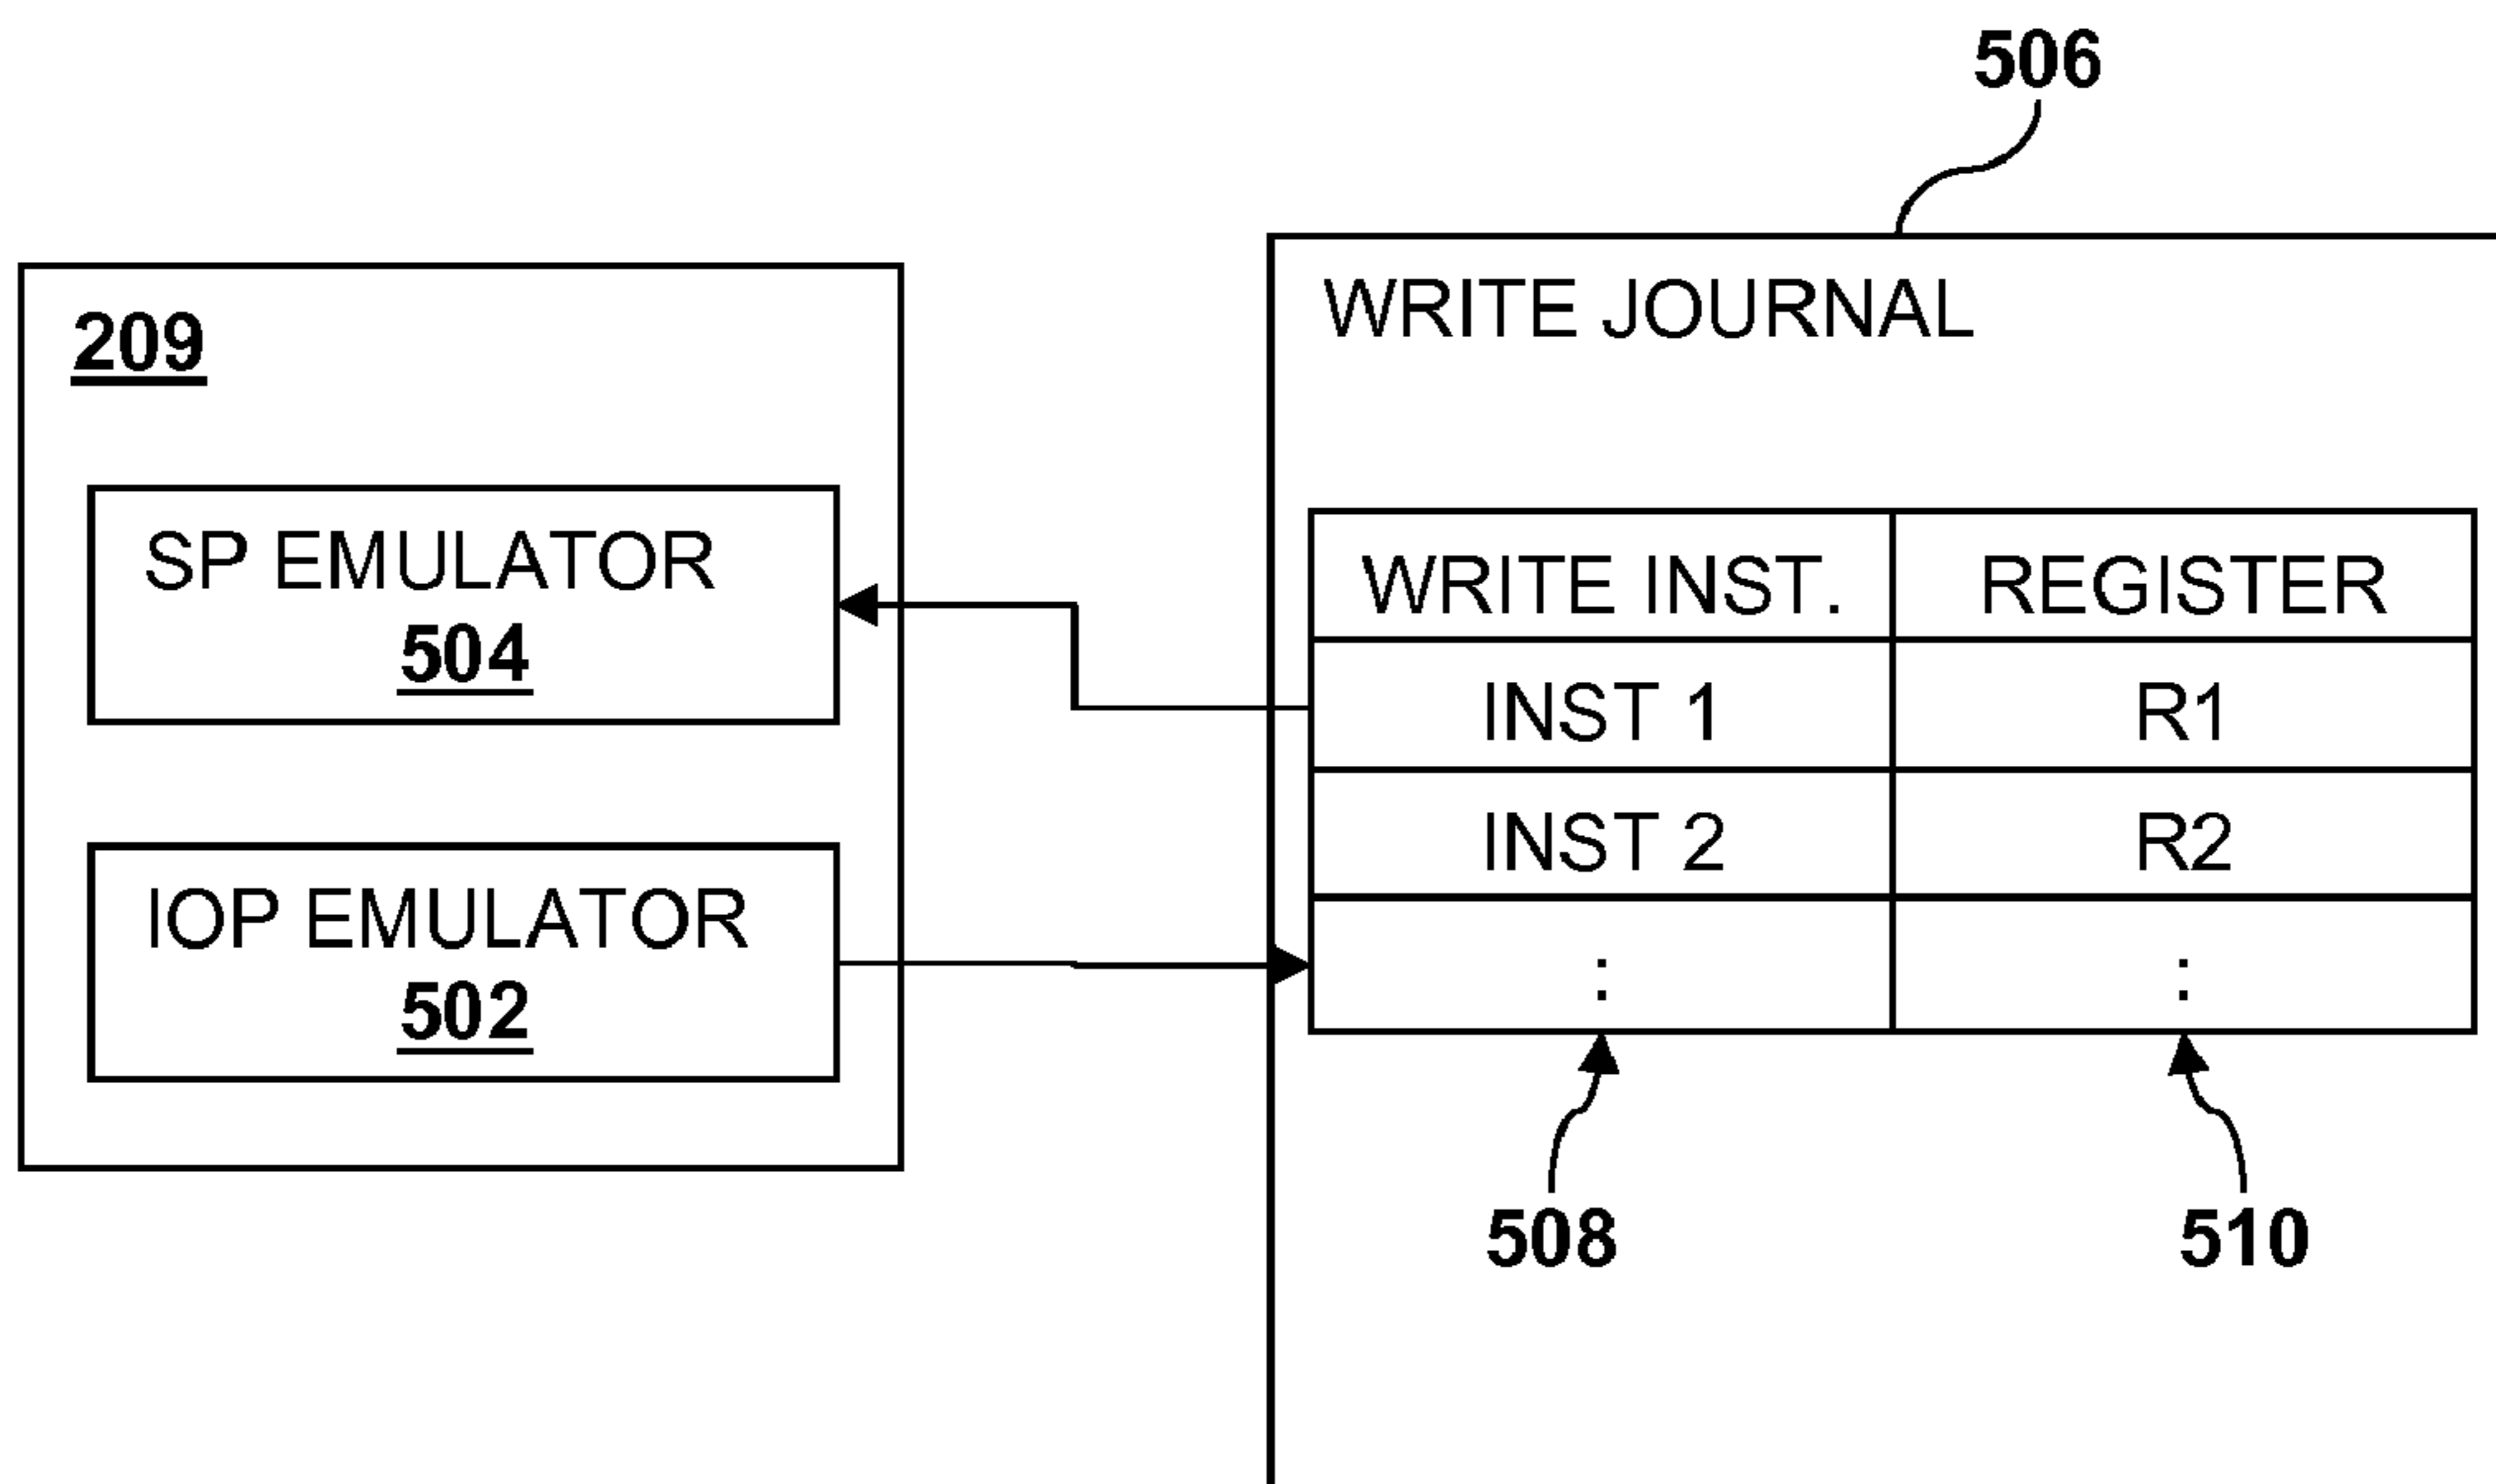 506
209
SP EMULATOR
504
IOP EMULATOR
502
WRITE JOURNAL
WRITE INST. REGISTER
INST 1 R1
INST 2 R2
: :
508 510